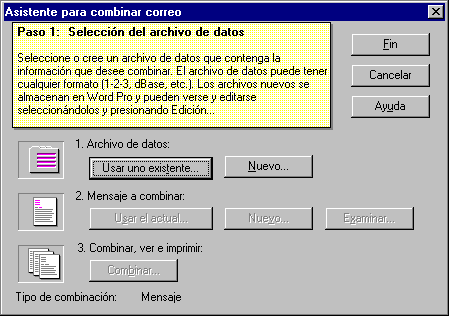 Asistente para combinar correo
Paso 1: Selección del archivo de datos
Seleccione o cree un archivo de datos que contenga la
información que desee combinar. El archivo de datos puede tener
cualquier formato (1-2-3, dBase, etc.). Los archivos nuevos se
almacenan en Word Pro y pueden verse y editarse
seleccionándolos y presionando Edición...
Fin
Cancelar
Ayuda
1. Archivo de datos:
Usar uno existente... Nuevo...
2. Mensaje a combinar:
Usar el actual... Nuevo... Examinar...
3. Combinar, ver e imprimir:
Combinar...
Tipo de combinación: Mensaje